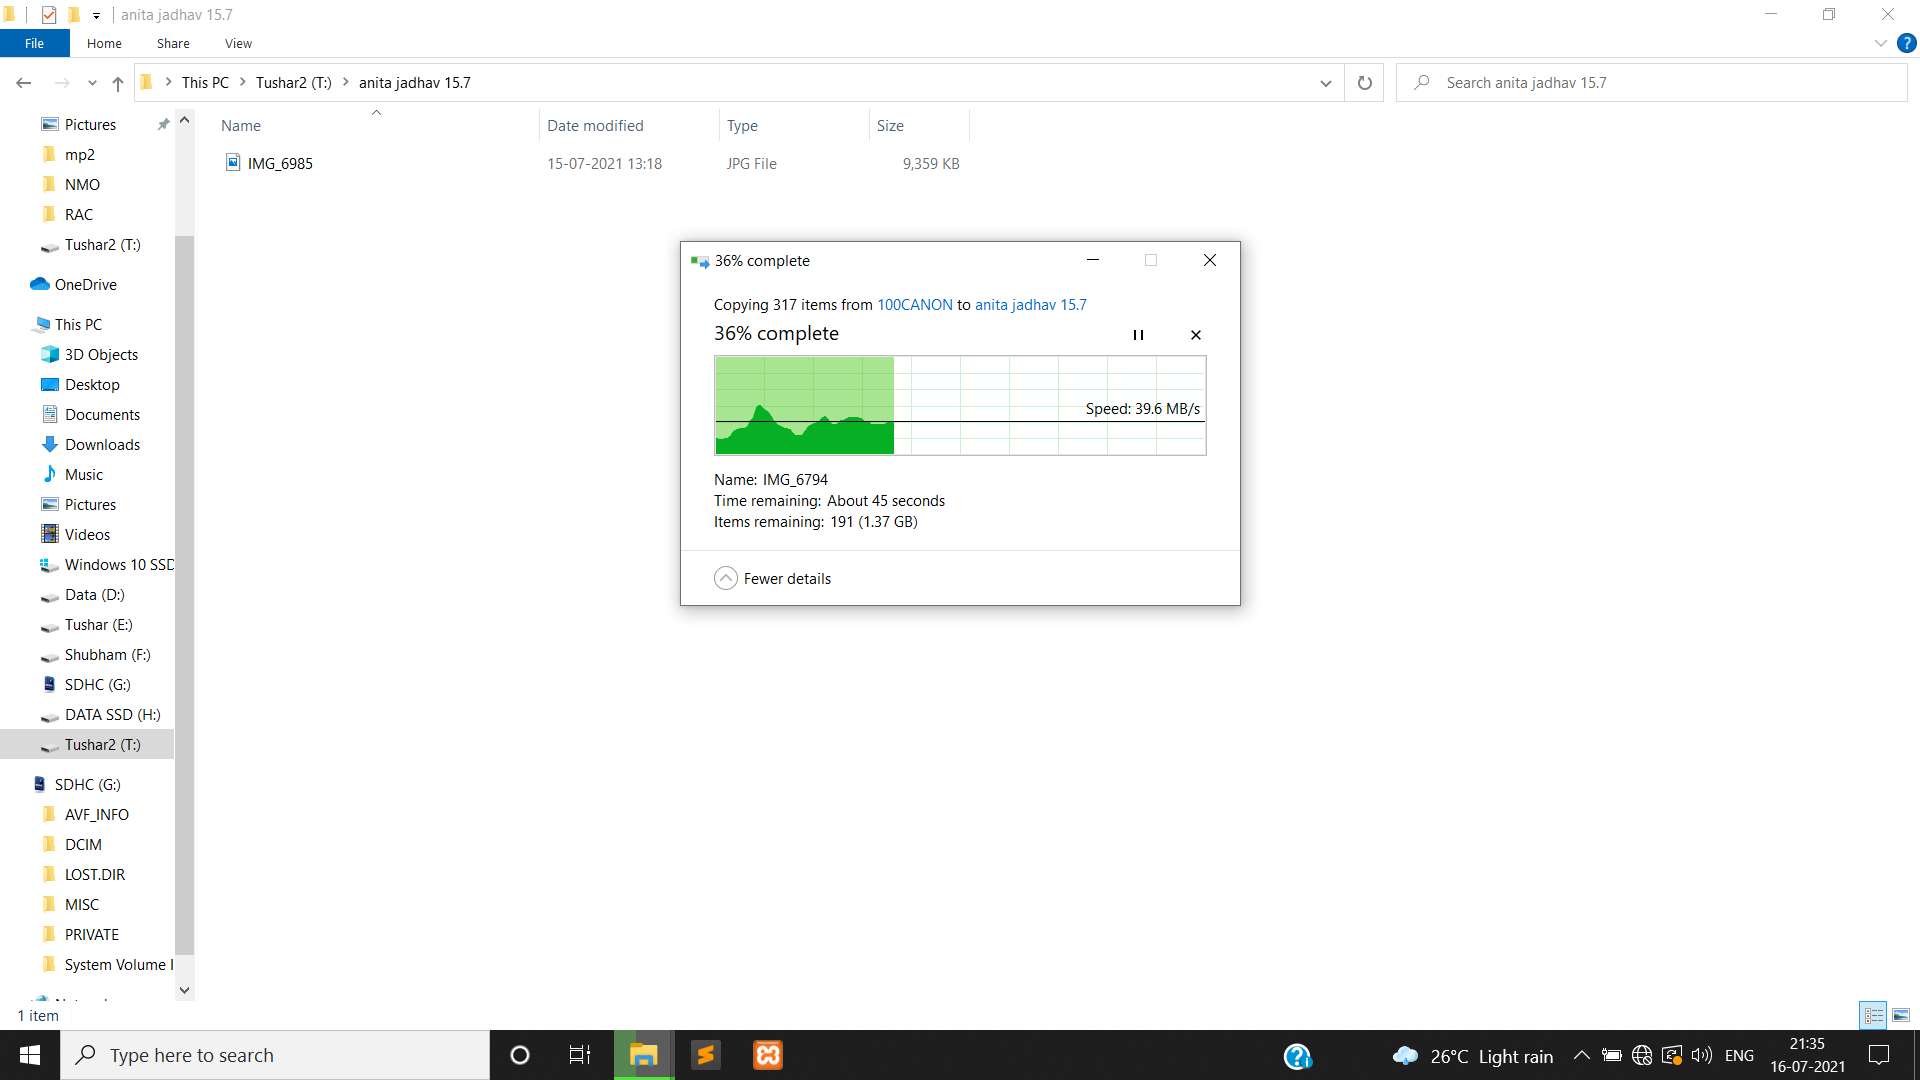 anita jadhav 15.7
File Home Share View
This PC Tushar2 (T:) anita jadhav 15.7
Search anita jadhav 15.7
Name Date modified Type Size
IMG_6985 15-07-2021 13:18 JPG File 9,359 KB
Pictures
mp2
NMO
RAC
Tushar2 (T:)
OneDrive
This PC
3D Objects
Desktop
Documents
Downloads
Music
Pictures
Videos
Windows 10 SSD
Data (D:)
Tushar (E:)
Shubham (F:)
SDHC (G:)
DATA SSD (H:)
Tushar2 (T:)
SDHC (G:)
AVF_INFO
DCIM
LOST.DIR
MISC
PRIVATE
System Volume I
1 item
36% complete
Copying 317 items from 100CANON to anita jadhav 15.7
36% complete
Speed: 39.6 MB/s
Name: IMG_6794
Time remaining: About 45 seconds
Items remaining: 191 (1.37 GB)
Fewer details
Type here to search
26°C Light rain
ENG
21:35
16-07-2021